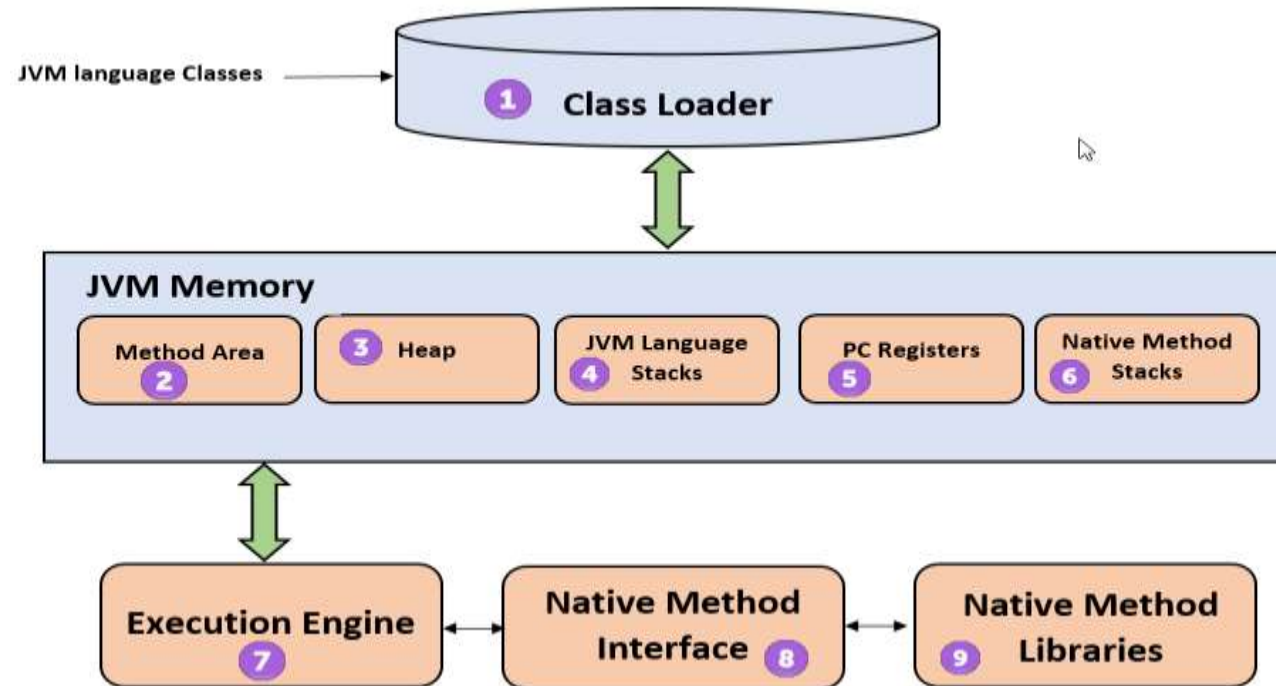 JVM language Classes
1 Class Loader
JVM Memory
Method Area
2
3 Heap
JVM Language
4 Stacks
PC Registers
5
Native Method
6 Stacks
Execution Engine
7
Native Method
Interface 8
Native Method
9 Libraries